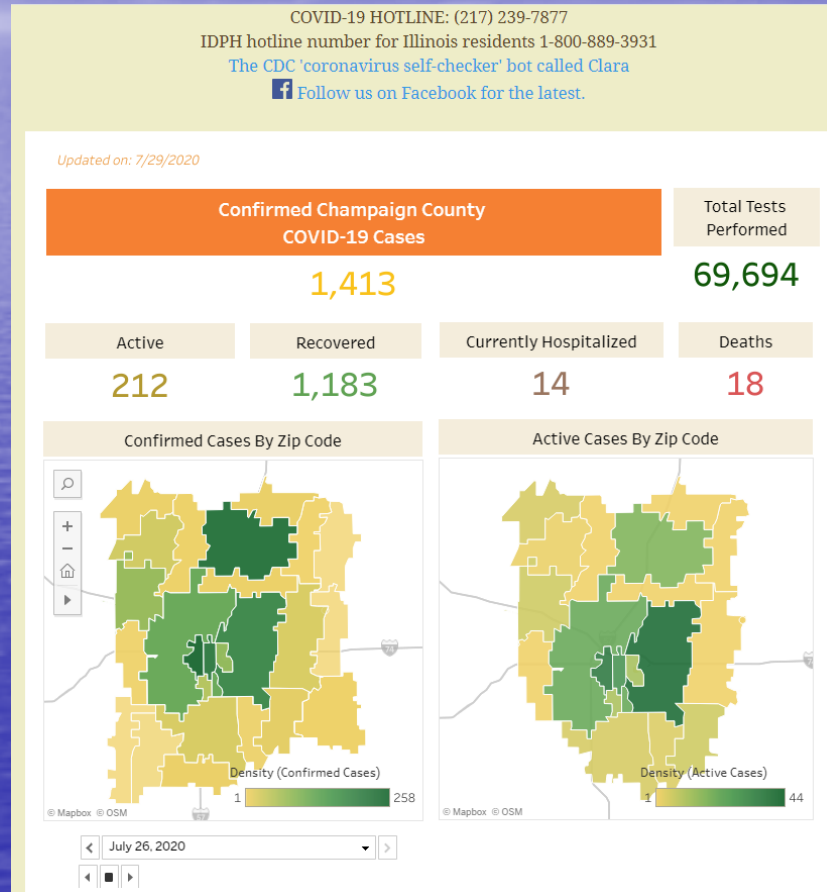 COVID-19 HOTLINE: (217) 239-7877
IDPH hotline number for Illinois residents 1-800-889-3931
The CDC 'coronavirus self-checker' bot called Clara
Follow us on Facebook for the latest.
Updated on: 7/29/2020
Confirmed Champaign County
COVID-19 Cases
1,413
Total Tests
Performed
69,694
Active
212
Recovered
1,183
Currently Hospitalized
14
Deaths
18
Confirmed Cases By Zip Code
Density (Confirmed Cases)
1 258
© Mapbox © OSM
57
74
Active Cases By Zip Code
Density (Active Cases)
1 44
© Mapbox © OSM
July 26, 2020